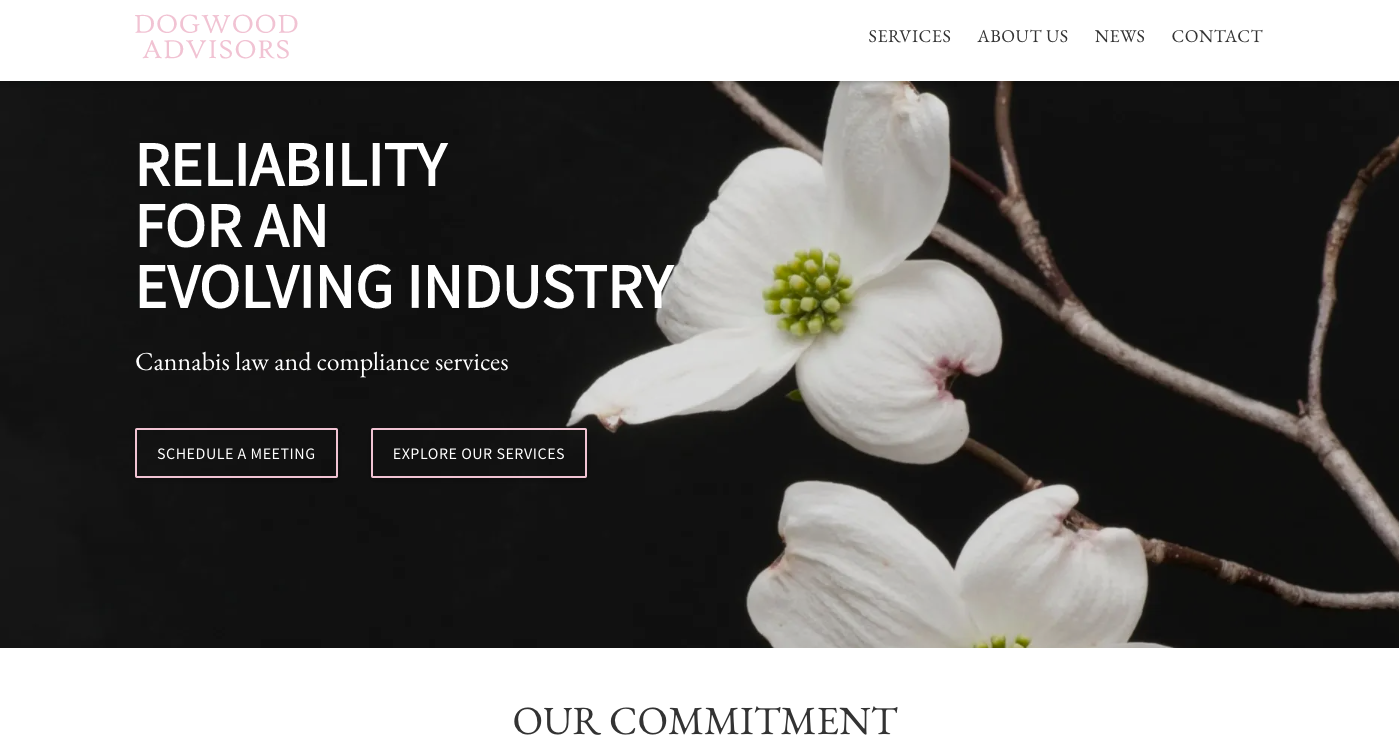 DOGWOOD
ADVISORS
SERVICES ABOUT US NEWS CONTACT
RELIABILITY
FOR AN
EVOLVING INDUSTRY
Cannabis law and compliance services
SCHEDULE A MEETING EXPLORE OUR SERVICES
OUR COMMITMENT